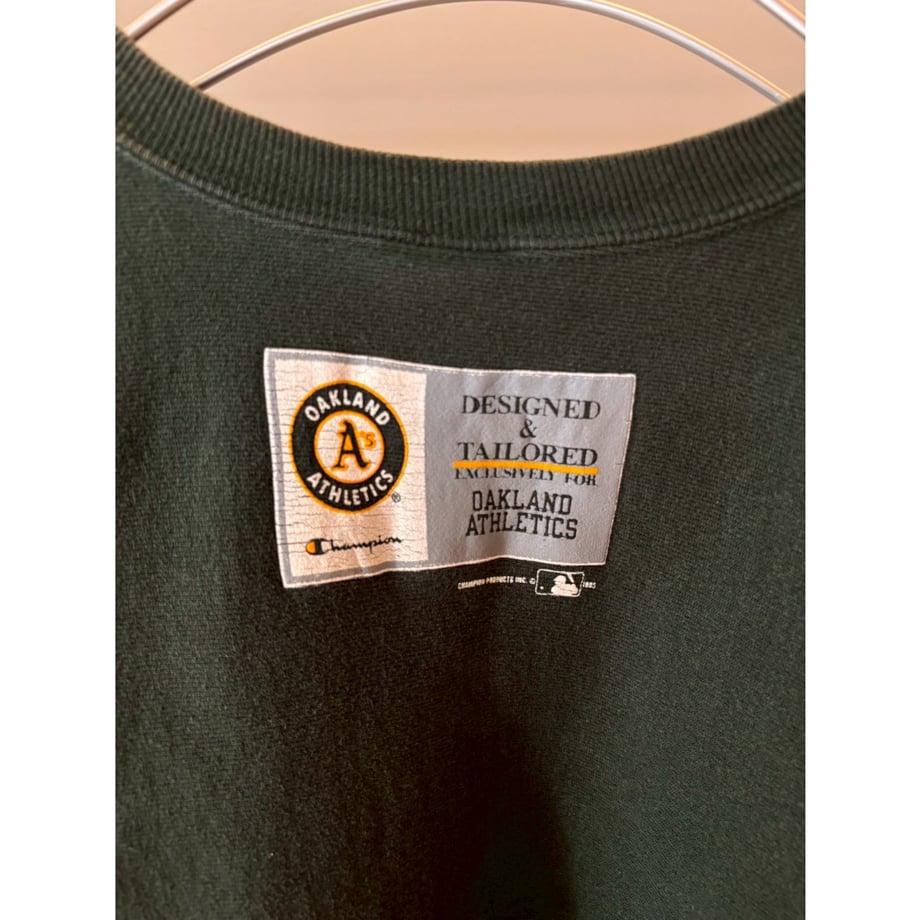 OAKLAND
A's
ATHLETICS®
Champion
DESIGNED
&
TAILORED
EXCLUSIVELY FOR
OAKLAND
ATHLETICS
CHAMPION PRODUCTS INC. ©